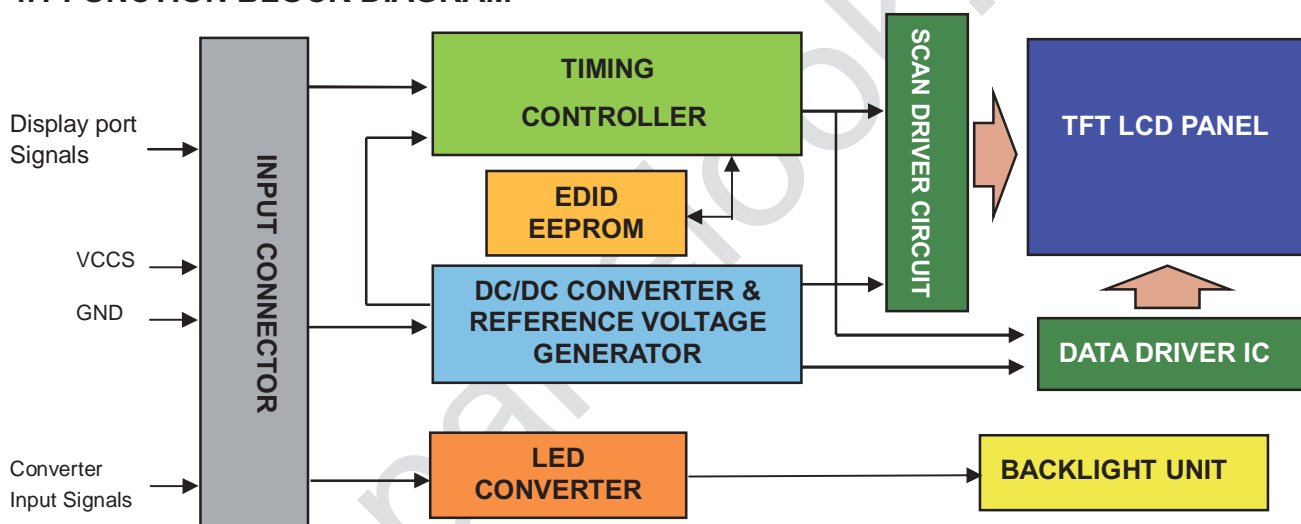 TIMING
CONTROLLER
SCAN DRIVER CIRCUIT
TFT LCD PANEL
Display port
Signals
INPUT CONNECTOR
EDID
EEPROM
VCCS
GND
DC/DC CONVERTER &
REFERENCE VOLTAGE
GENERATOR
DATA DRIVER IC
Converter
Input Signals
LED
CONVERTER
BACKLIGHT UNIT